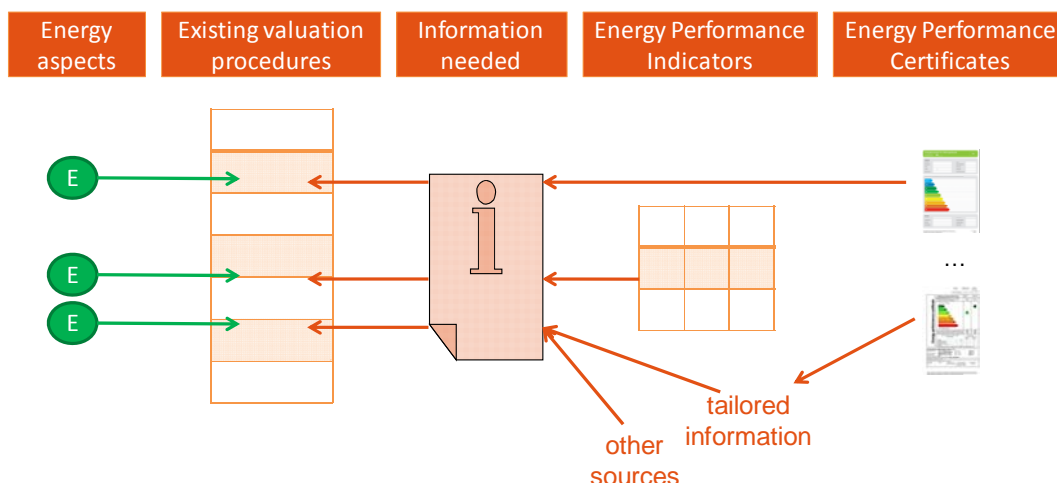 Energy
aspects
Existing valuation
procedures
Information
needed
Energy Performance
Indicators
Energy Performance
Certificates
E
E
E
i
...
tailored
information
other
sources